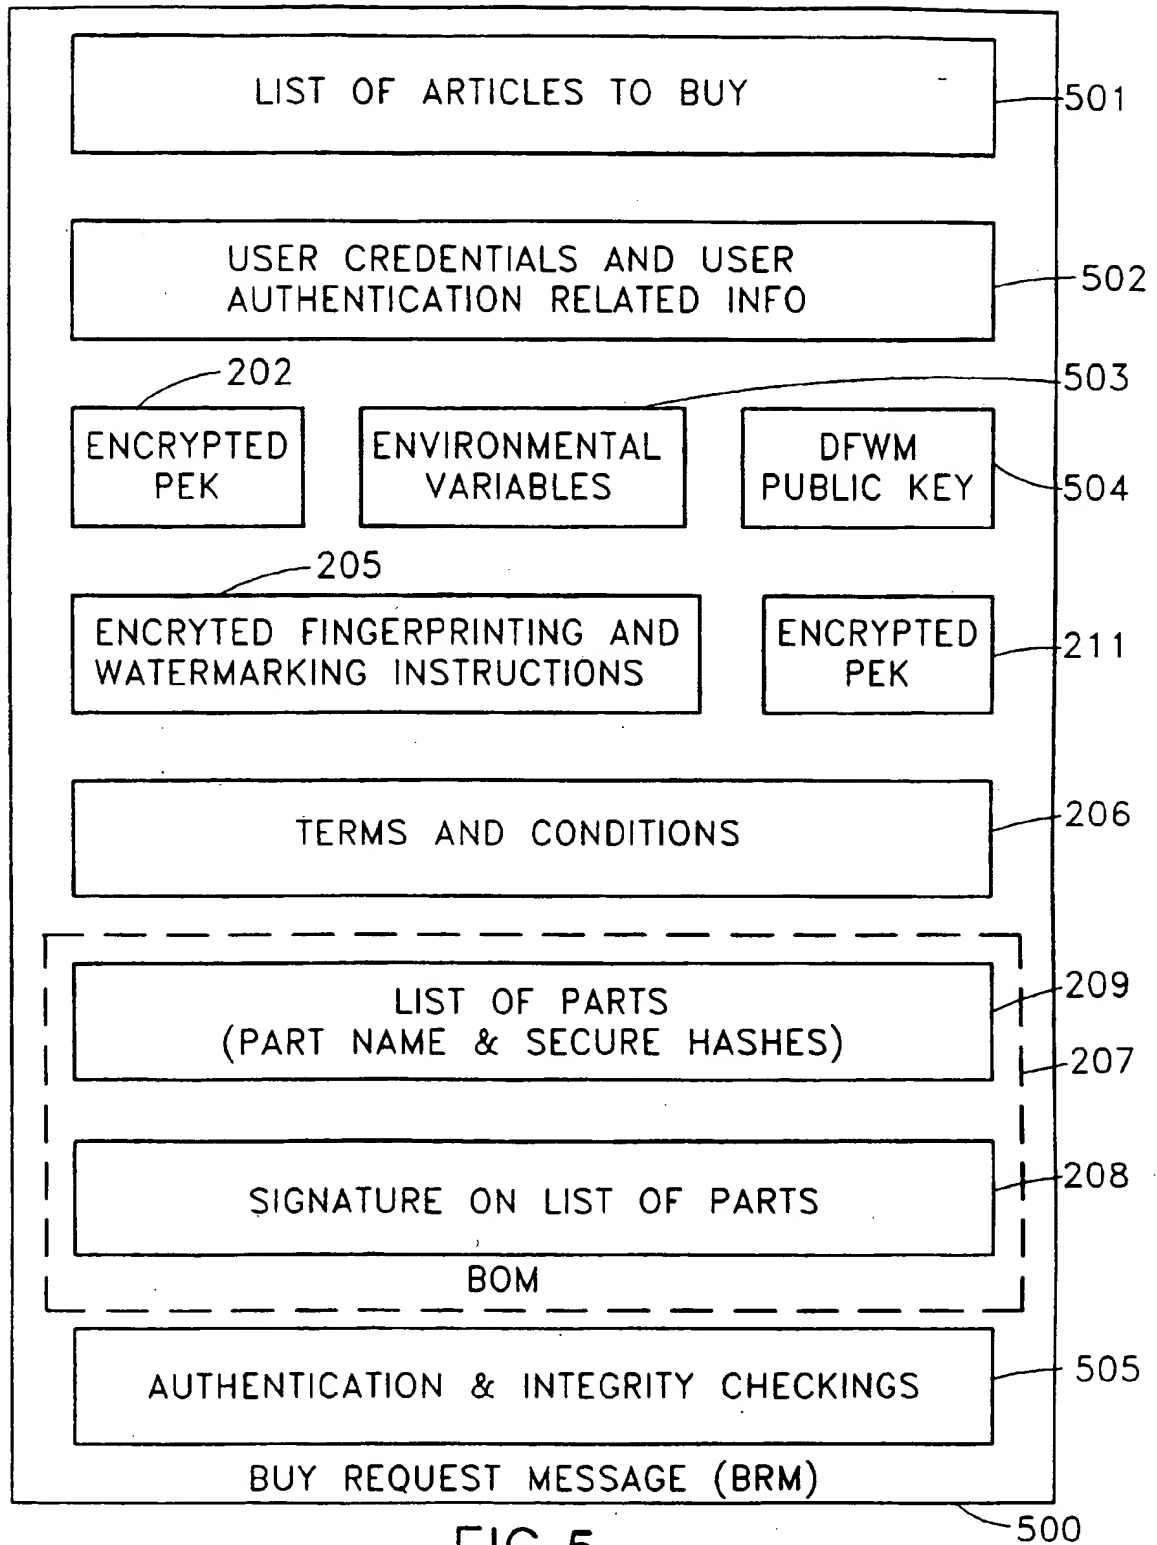 LIST OF ARTICLES TO BUY
501
USER CREDENTIALS AND USER
AUTHENTICATION RELATED INFO
502
202
503
ENCRYPTED
PEK
ENVIRONMENTAL
VARIABLES
DFWM
PUBLIC KEY
504
205
ENCRYTED FINGERPRINTING AND
WATERMARKING INSTRUCTIONS
ENCRYPTED
PEK
211
TERMS AND CONDITIONS
206
LIST OF PARTS
(PART NAME & SECURE HASHES)
209
207
SIGNATURE ON LIST OF PARTS
208
BOM
AUTHENTICATION & INTEGRITY CHECKINGS
505
BUY REQUEST MESSAGE (BRM)
500
FIG.5